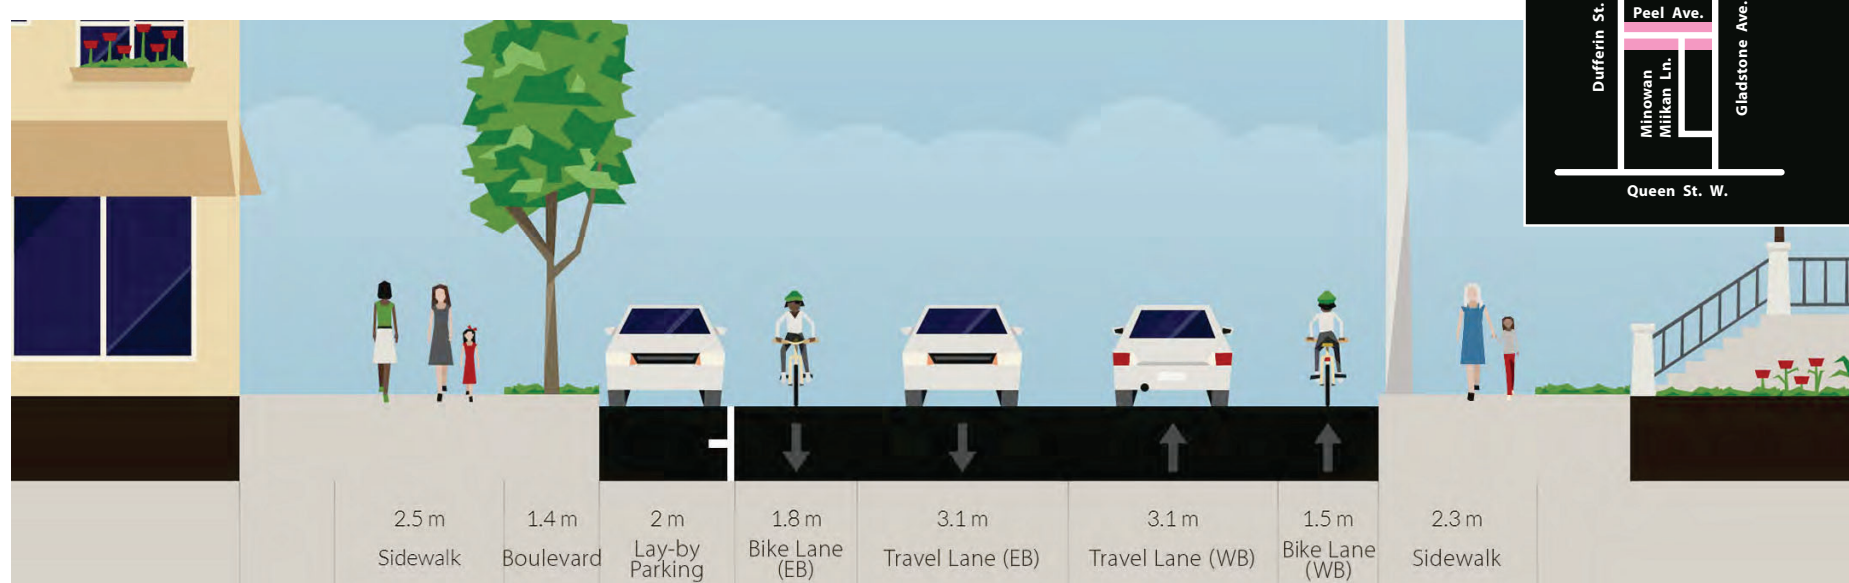 Peel Ave.
Dufferin St.
Gladstone Ave.
Minowan
Miikan Ln.
Queen St. W.
2.5 m
Sidewalk
1.4 m
Boulevard
2 m
Lay-by
Parking
1.8 m
Bike Lane
(EB)
3.1 m
Travel Lane (EB)
3.1 m
Travel Lane (WB)
1.5 m
Bike Lane
(WB)
2.3 m
Sidewalk